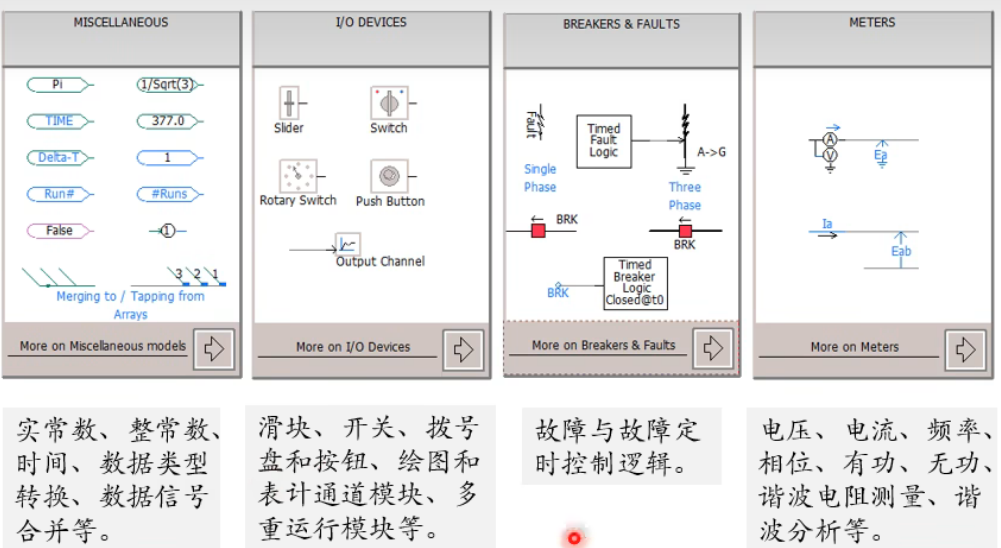 MISCELLANEOUS
Pi
1/Sqrt(3)
TIME
377.0
Delta-T
1
Run#
#Runs
False
1
3 2 1
Merging to / Tapping from
Arrays
More on Miscellaneous models
I/O DEVICES
Slider
Switch
Rotary Switch
Push Button
Output Channel
More on I/O Devices
BREAKERS & FAULTS
Fault
Timed
Fault
Logic
A->G
Single
Phase
Three
Phase
BRK
BRK
Timed
Breaker
Logic
Closed@t0
BRK
More on Breakers & Faults
METERS
A
V
Ea
Ia
Eab
More on Meters
实常数、整常数、
时间、数据类型
转换、数据信号
合并等。
滑块、开关、拨号
盘和按钮、绘图和
表计通道模块、多
重运行模块等。
故障与故障定
时控制逻辑。
电压、电流、频率、
相位、有功、无功、
谐波电阻测量、谐
波分析等。